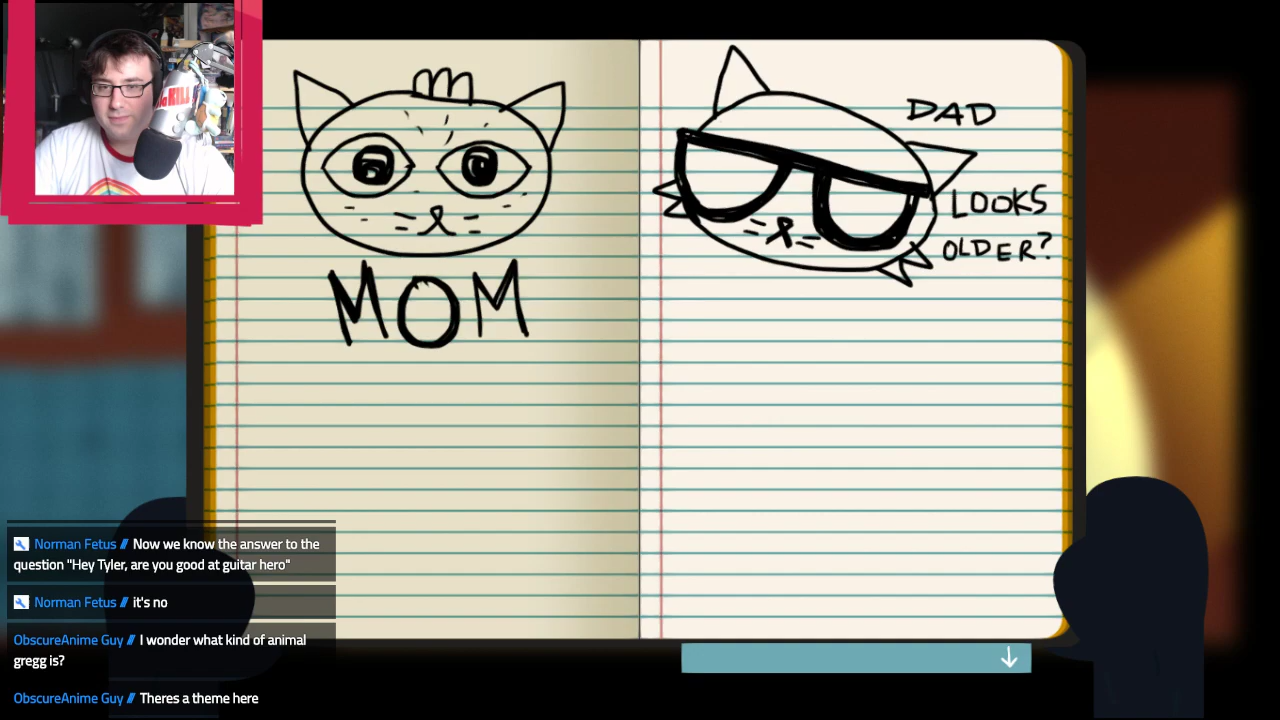 MOM
DAD
LOOKS
OLDER?
Norman Fetus // Now we know the answer to the
question "Hey Tyler, are you good at guitar hero"
Norman Fetus // it's no
ObscureAnime Guy // I wonder what kind of animal
gregg is?
ObscureAnime Guy // Theres a theme here